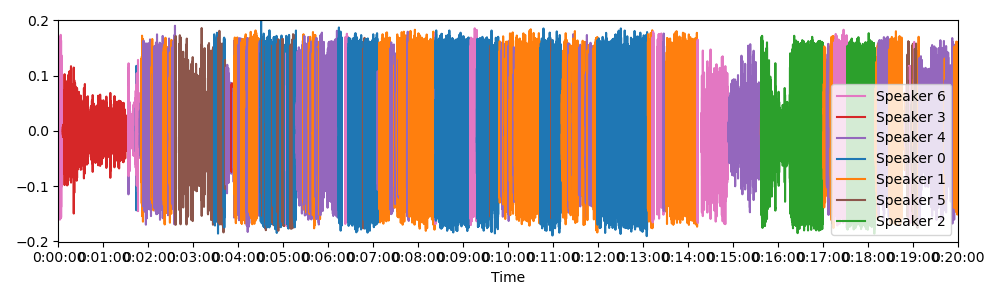 0.2
0.1
0.0
−0.1
−0.2
Speaker 6
Speaker 3
Speaker 4
Speaker 0
Speaker 1
Speaker 5
Speaker 2
0:00:00 0:01:00 0:02:00 0:03:00 0:04:00 0:05:00 0:06:00 0:07:00 0:08:00 0:09:00 0:10:00 0:11:00 0:12:00 0:13:00 0:14:00 0:15:00 0:16:00 0:17:00 0:18:00 0:19:00 0:20:00
Time